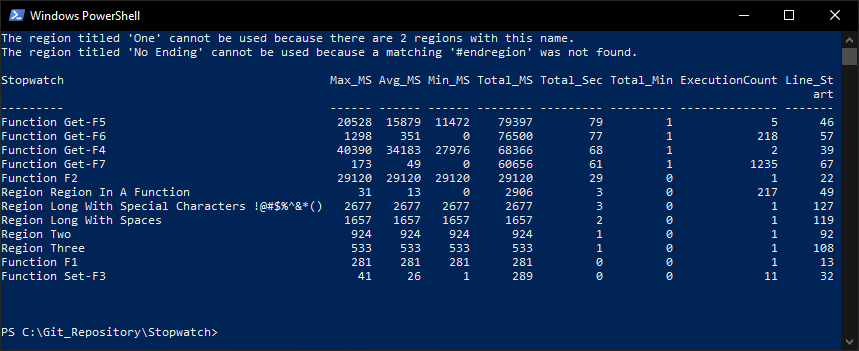 Windows PowerShell
The region titled 'One' cannot be used because there are 2 regions with this name.
The region titled 'No Ending' cannot be used because a matching '#endregion' was not found.
Stopwatch Max_MS Avg_MS Min_MS Total_MS Total_Sec Total_Min ExecutionCount Line_St
art
--------- ------ ------ ------ -------- --------- --------- -------------- -------
Function Get-F5 20528 15879 11472 79397 79 1 5 46
Function Get-F6 1298 351 0 76500 77 1 218 57
Function Get-F4 40390 34183 27976 68366 68 1 2 39
Function Get-F7 173 49 0 60656 61 1 1235 67
Function F2 29120 29120 29120 29120 29 0 1 22
Region Region In A Function 31 13 0 2906 3 0 217 49
Region Long With Special Characters !@#$%^&*() 2677 2677 2677 2677 3 0 1 127
Region Long With Spaces 1657 1657 1657 1657 2 0 1 119
Region Two 924 924 924 924 1 0 1 92
Region Three 533 533 533 533 1 0 1 108
Function F1 281 281 281 281 0 0 1 13
Function Set-F3 41 26 1 289 0 0 11 32
PS C:\Git_Repository\Stopwatch>